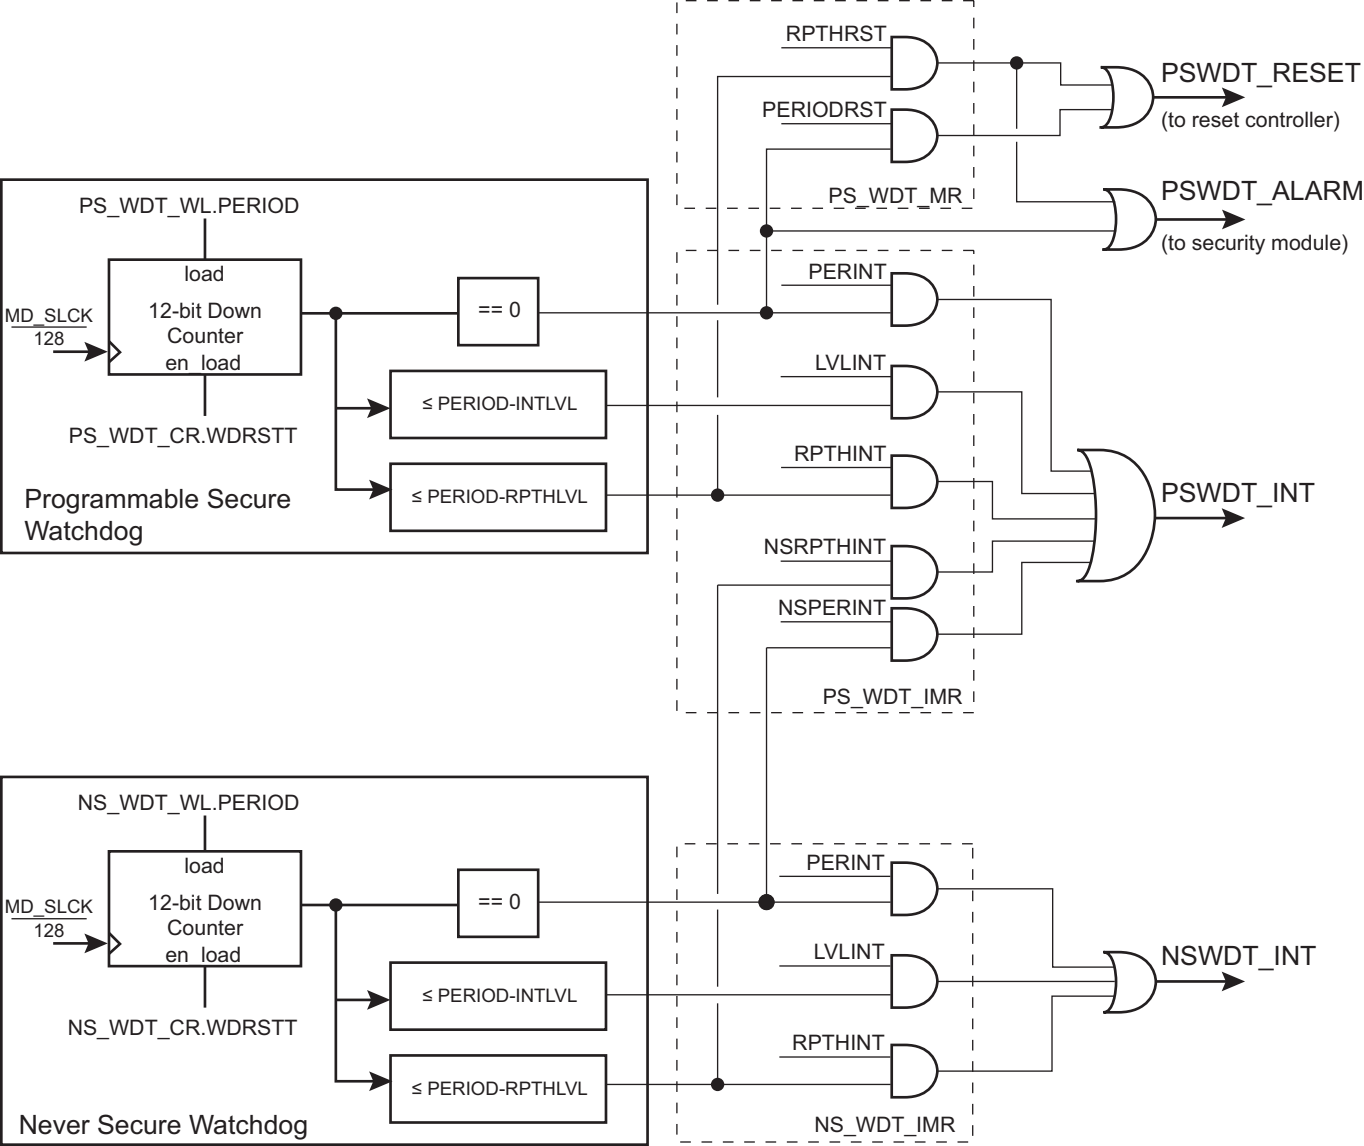 RPTHRST
PERIODRST
PS_WDT_MR
PSWDT_RESET
(to reset controller)
PSWDT_ALARM
(to security module)
PS_WDT_WL.PERIOD
load
12-bit Down
Counter
en_load
MD_SLCK
128
PS_WDT_CR.WDRSTT
== 0
≤ PERIOD-INTLVL
≤ PERIOD-RPTHLVL
Programmable Secure
Watchdog
PERINT
LVLINT
RPTHINT
NSRPTHINT
NSPERINT
PS_WDT_IMR
PSWDT_INT
NS_WDT_WL.PERIOD
load
12-bit Down
Counter
en_load
MD_SLCK
128
NS_WDT_CR.WDRSTT
== 0
≤ PERIOD-INTLVL
≤ PERIOD-RPTHLVL
Never Secure Watchdog
PERINT
LVLINT
RPTHINT
NS_WDT_IMR
NSWDT_INT